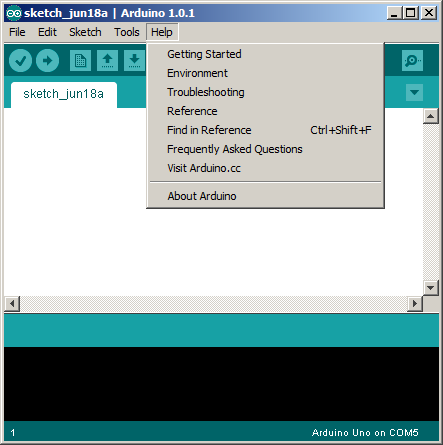 sketch_jun18a | Arduino 1.0.1
File Edit Sketch Tools Help
Getting Started
Environment
Troubleshooting
Reference
Find in Reference Ctrl+Shift+F
Frequently Asked Questions
Visit Arduino.cc
About Arduino
sketch_jun18a
1 Arduino Uno on COM5